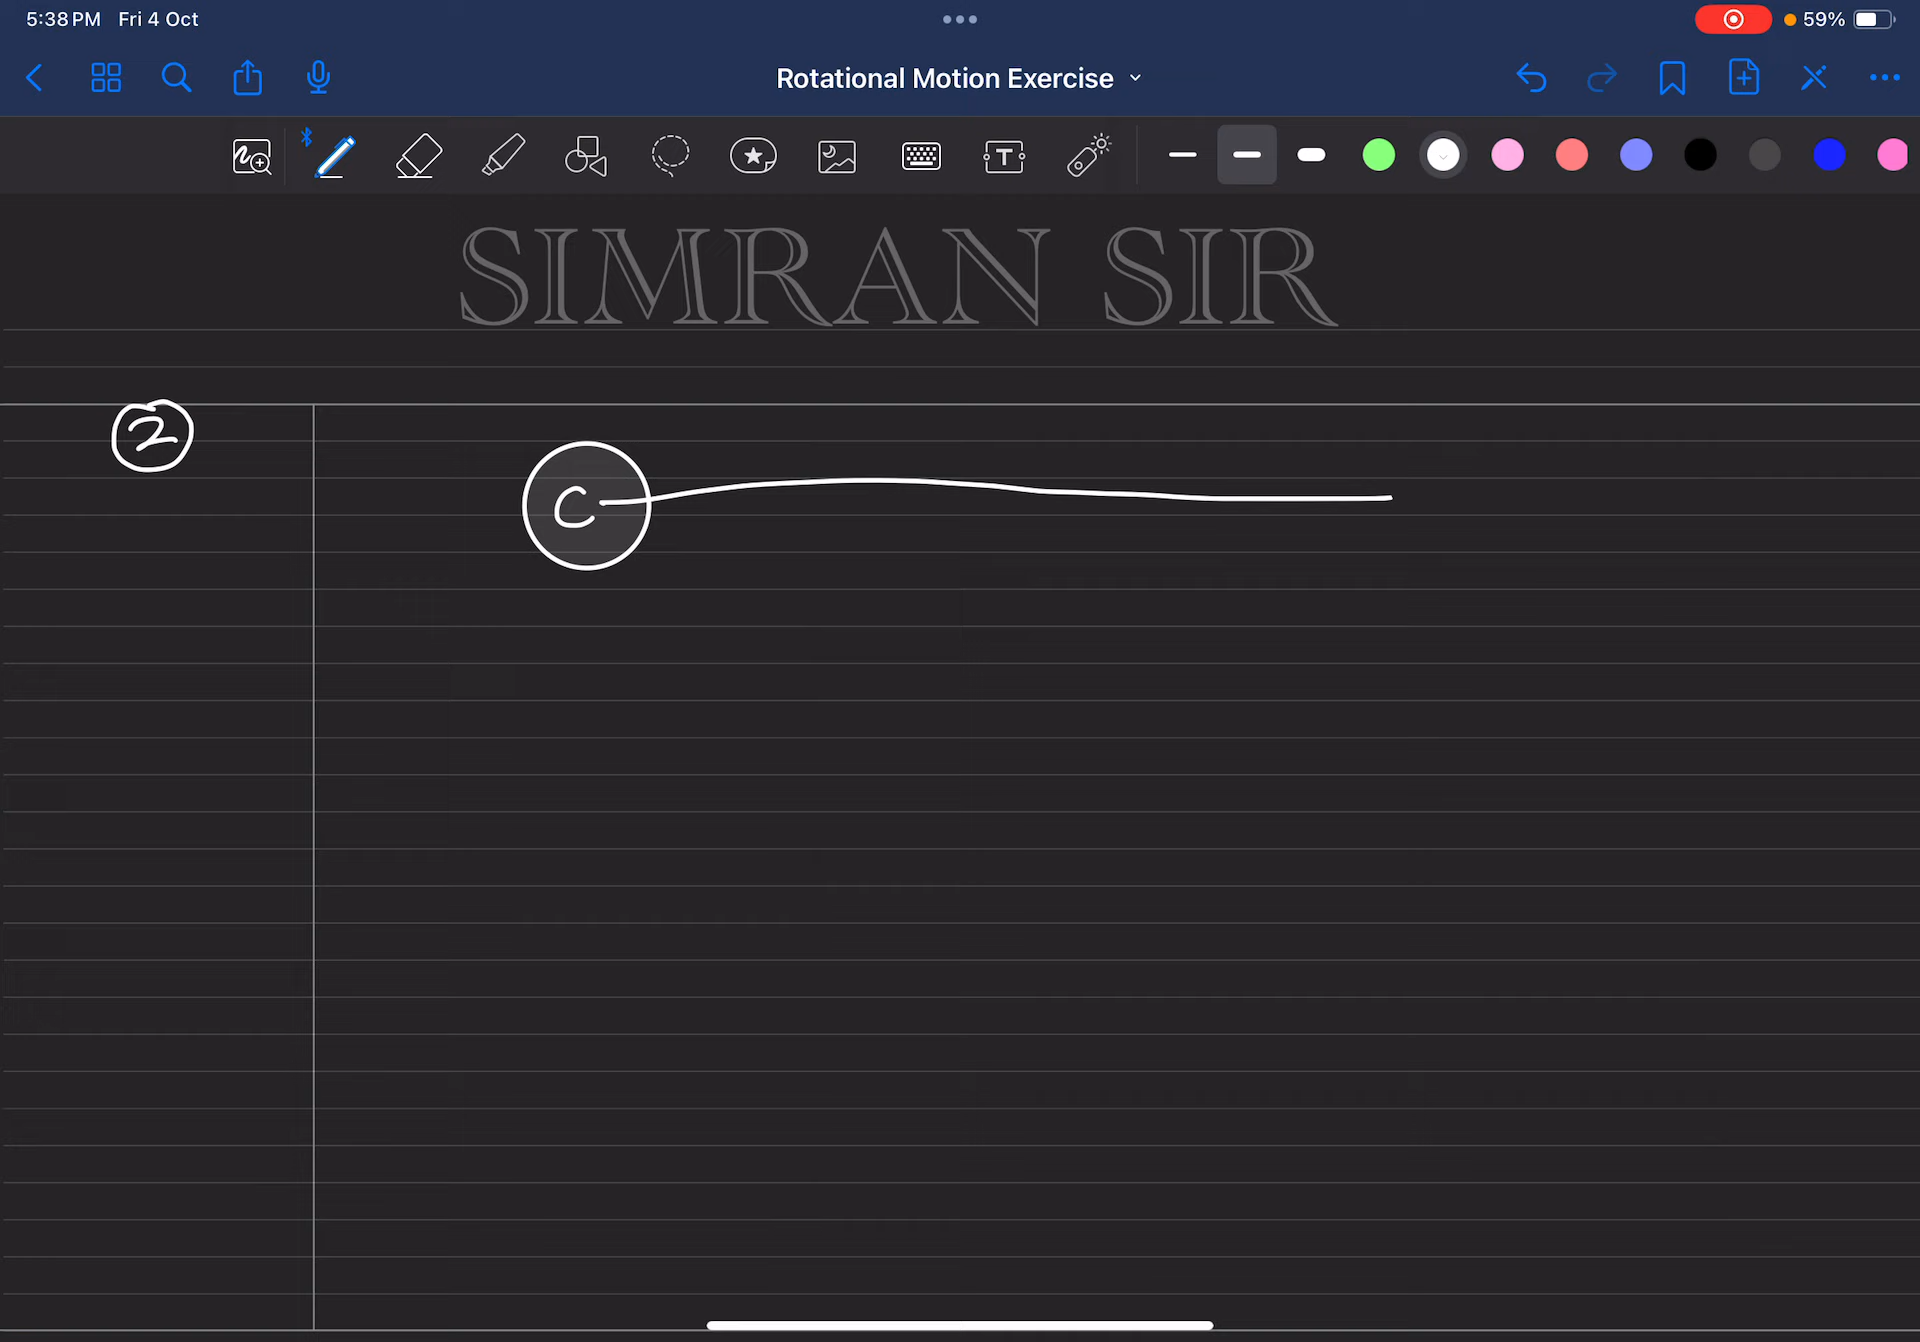 5:38 PM Fri 4 Oct
59%
Rotational Motion Exercise
T
SIMRAN SIR
2
C